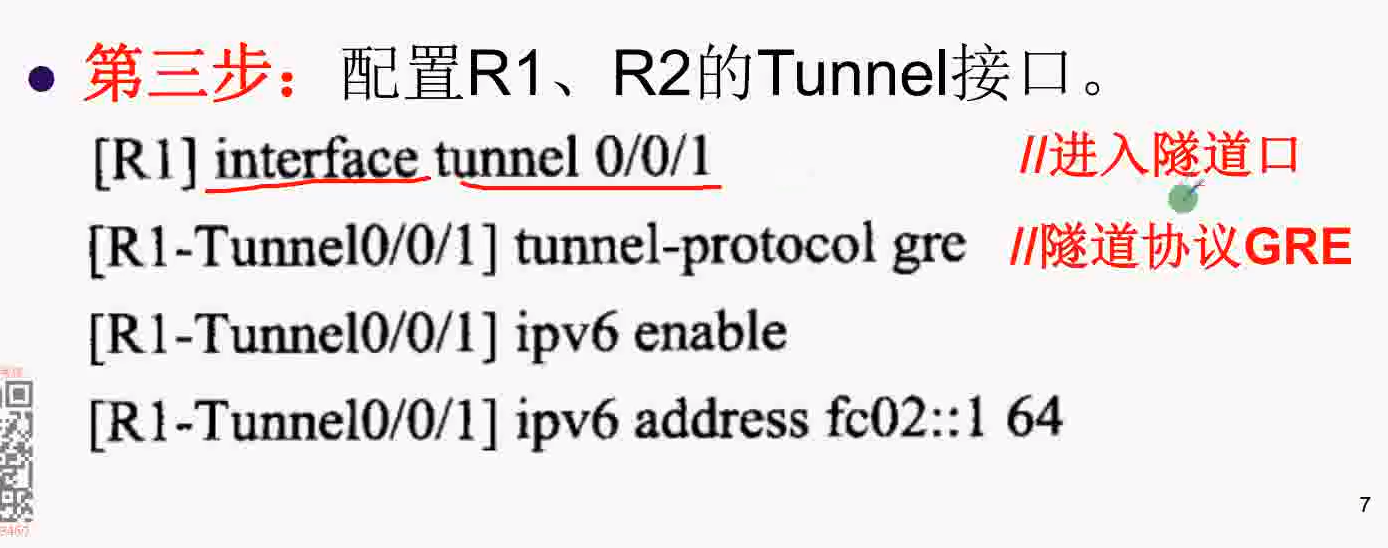 • 第三步：配置R1、R2的Tunnel接口。
[R1] interface tunnel 0/0/1 //进入隧道口
[R1-Tunnel0/0/1] tunnel-protocol gre //隧道协议GRE
[R1-Tunnel0/0/1] ipv6 enable
[R1-Tunnel0/0/1] ipv6 address fc02::1 64
7